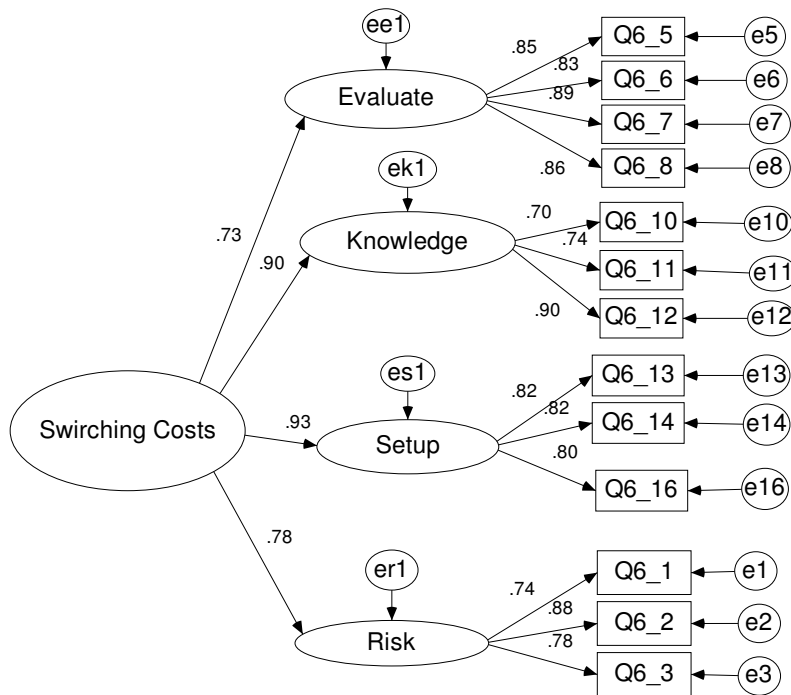 ee1
Evaluate
.85
.83
.89
.86
Q6_5
e5
Q6_6
e6
Q6_7
e7
Q6_8
e8
ek1
Knowledge
.73
.90
.70
.74
.90
Q6_10
e10
Q6_11
e11
Q6_12
e12
Swirching Costs
es1
Setup
.93
.82
.82
.80
Q6_13
e13
Q6_14
e14
Q6_16
e16
.78
er1
Risk
.74
.88
.78
Q6_1
e1
Q6_2
e2
Q6_3
e3